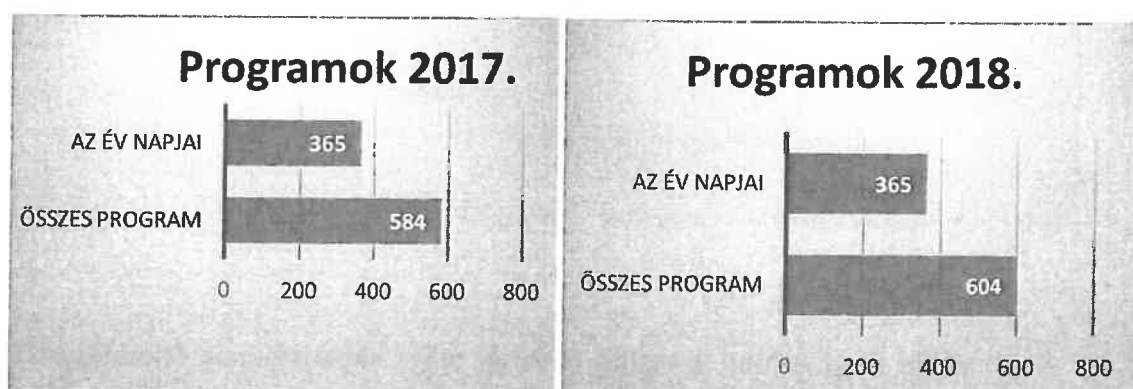 Programok 2017.
AZ ÉV NAPJAI
365
ÖSSZES PROGRAM
584
0 200 400 600 800
Programok 2018.
AZ ÉV NAPJAI
365
ÖSSZES PROGRAM
604
0 200 400 600 800